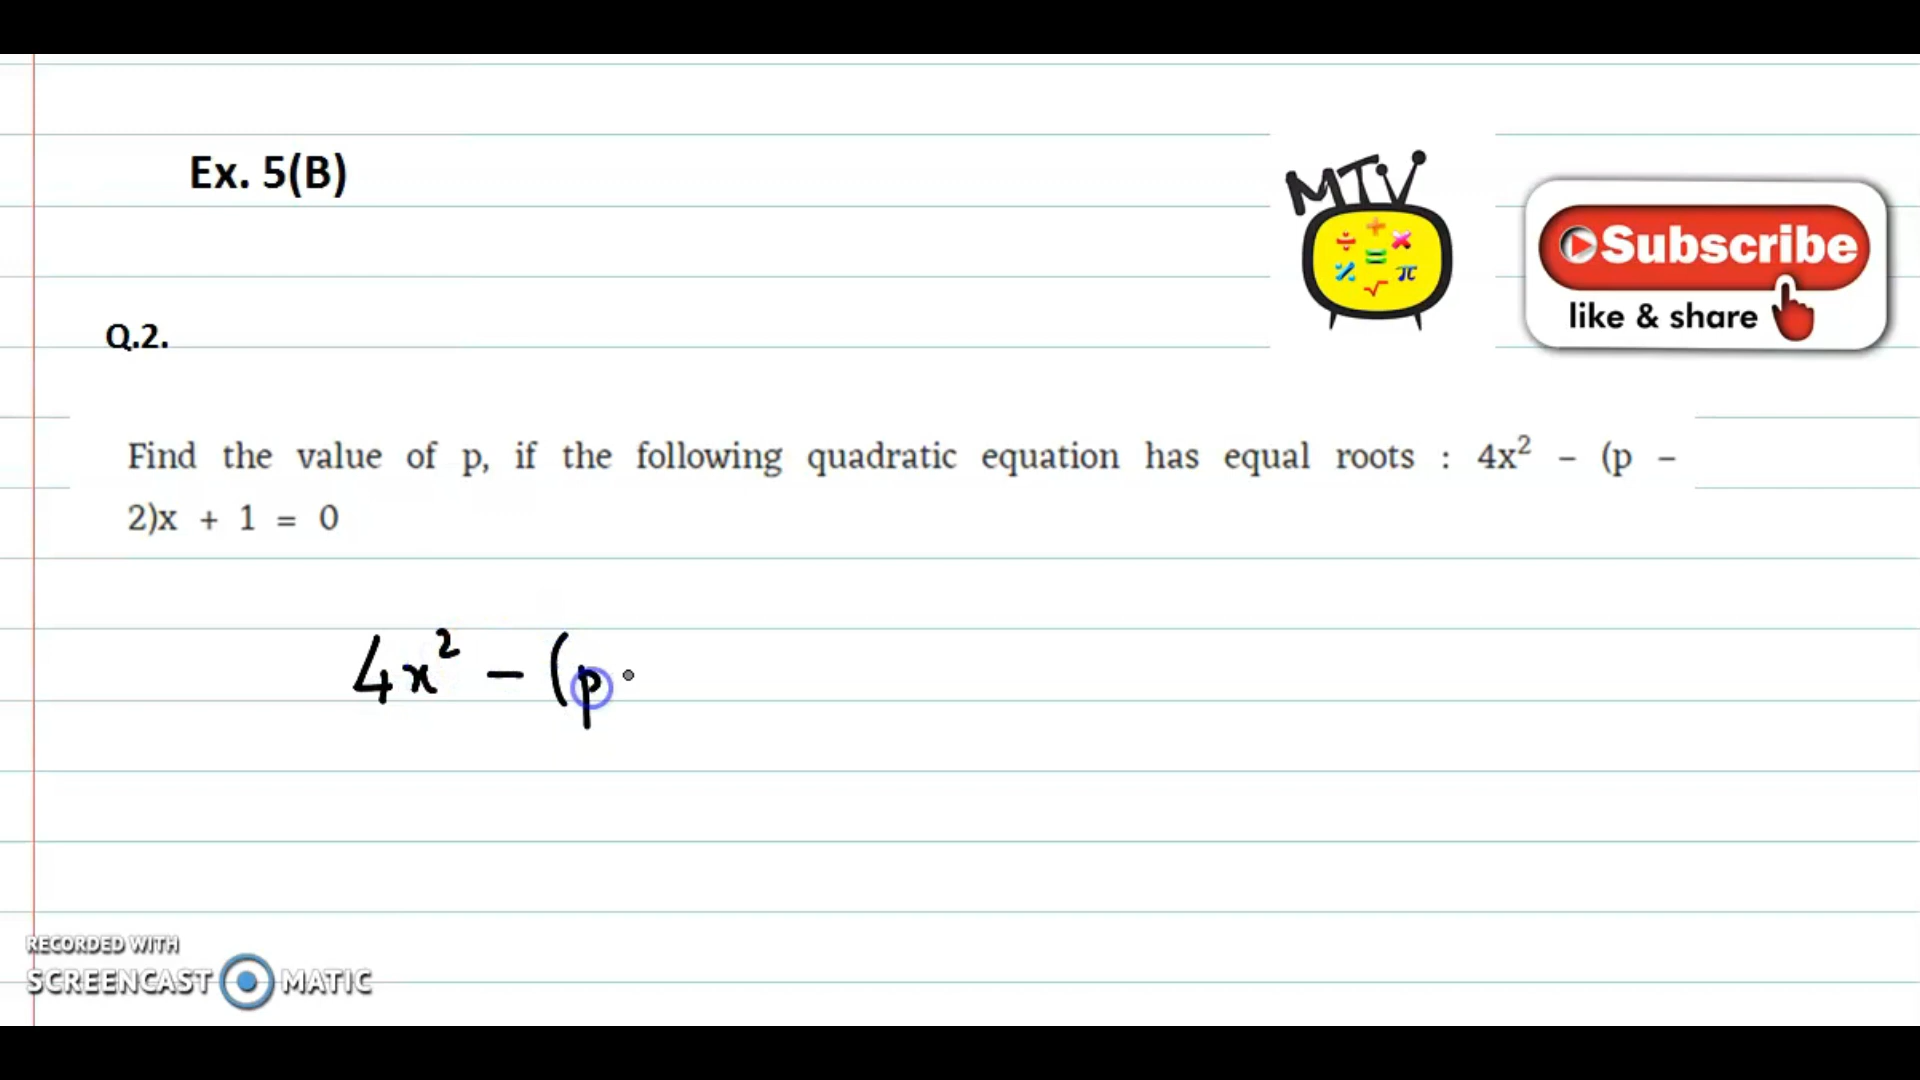 Ex. 5(B)
MTV
Subscribe
like & share
Q.2.
Find the value of p, if the following quadratic equation has equal roots : 4x² – (p –
2)x + 1 = 0
4x² – (p
RECORDED WITH
SCREENCAST MATIC